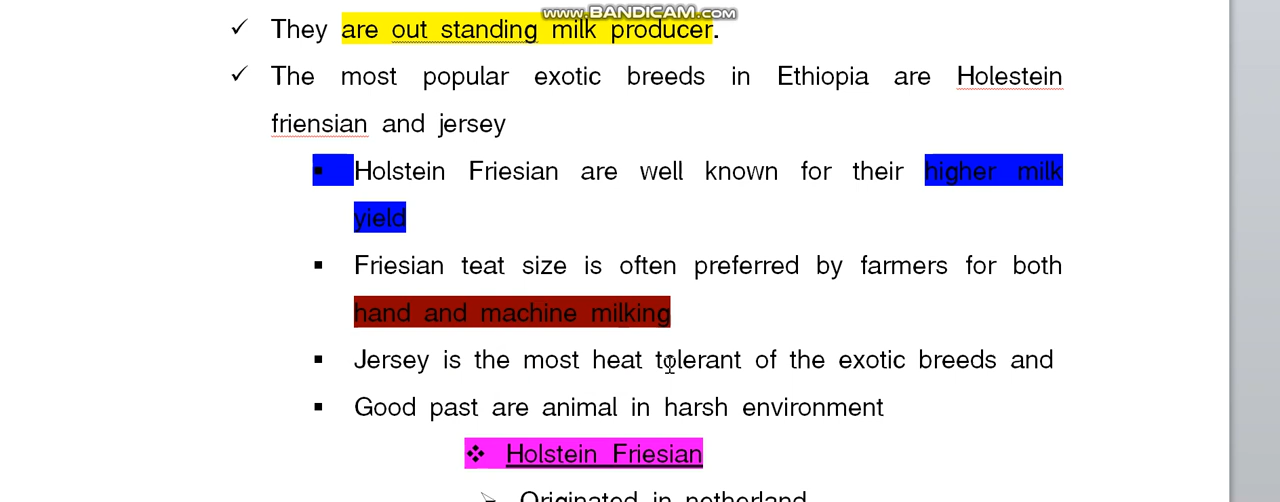 www.BANDICAM.com
✓ They are out standing milk producer.
✓ The most popular exotic breeds in Ethiopia are Holestein
friensian and jersey
▪ Holstein Friesian are well known for their higher milk
yield
▪ Friesian teat size is often preferred by farmers for both
hand and machine milking
▪ Jersey is the most heat tolerant of the exotic breeds and
▪ Good past are animal in harsh environment
❖ Holstein Friesian
➢ Originated in netherland